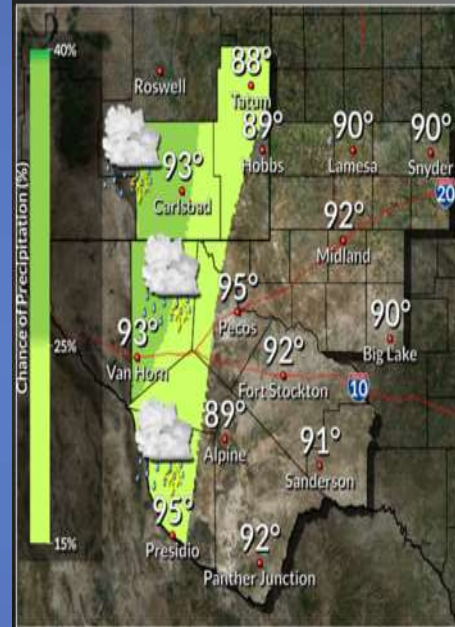 40%
Chance of Precipitation (%)
25%
15%
Roswell
88°
Tatum
89°
Hobbs
90°
Lamesa
90°
Snyder
20
93°
Carlsbad
92°
Midland
95°
Pecos
90°
Big Lake
93°
Van Horn
92°
Fort Stockton
10
89°
Alpine
91°
Sanderson
95°
Presidio
92°
Panther Junction